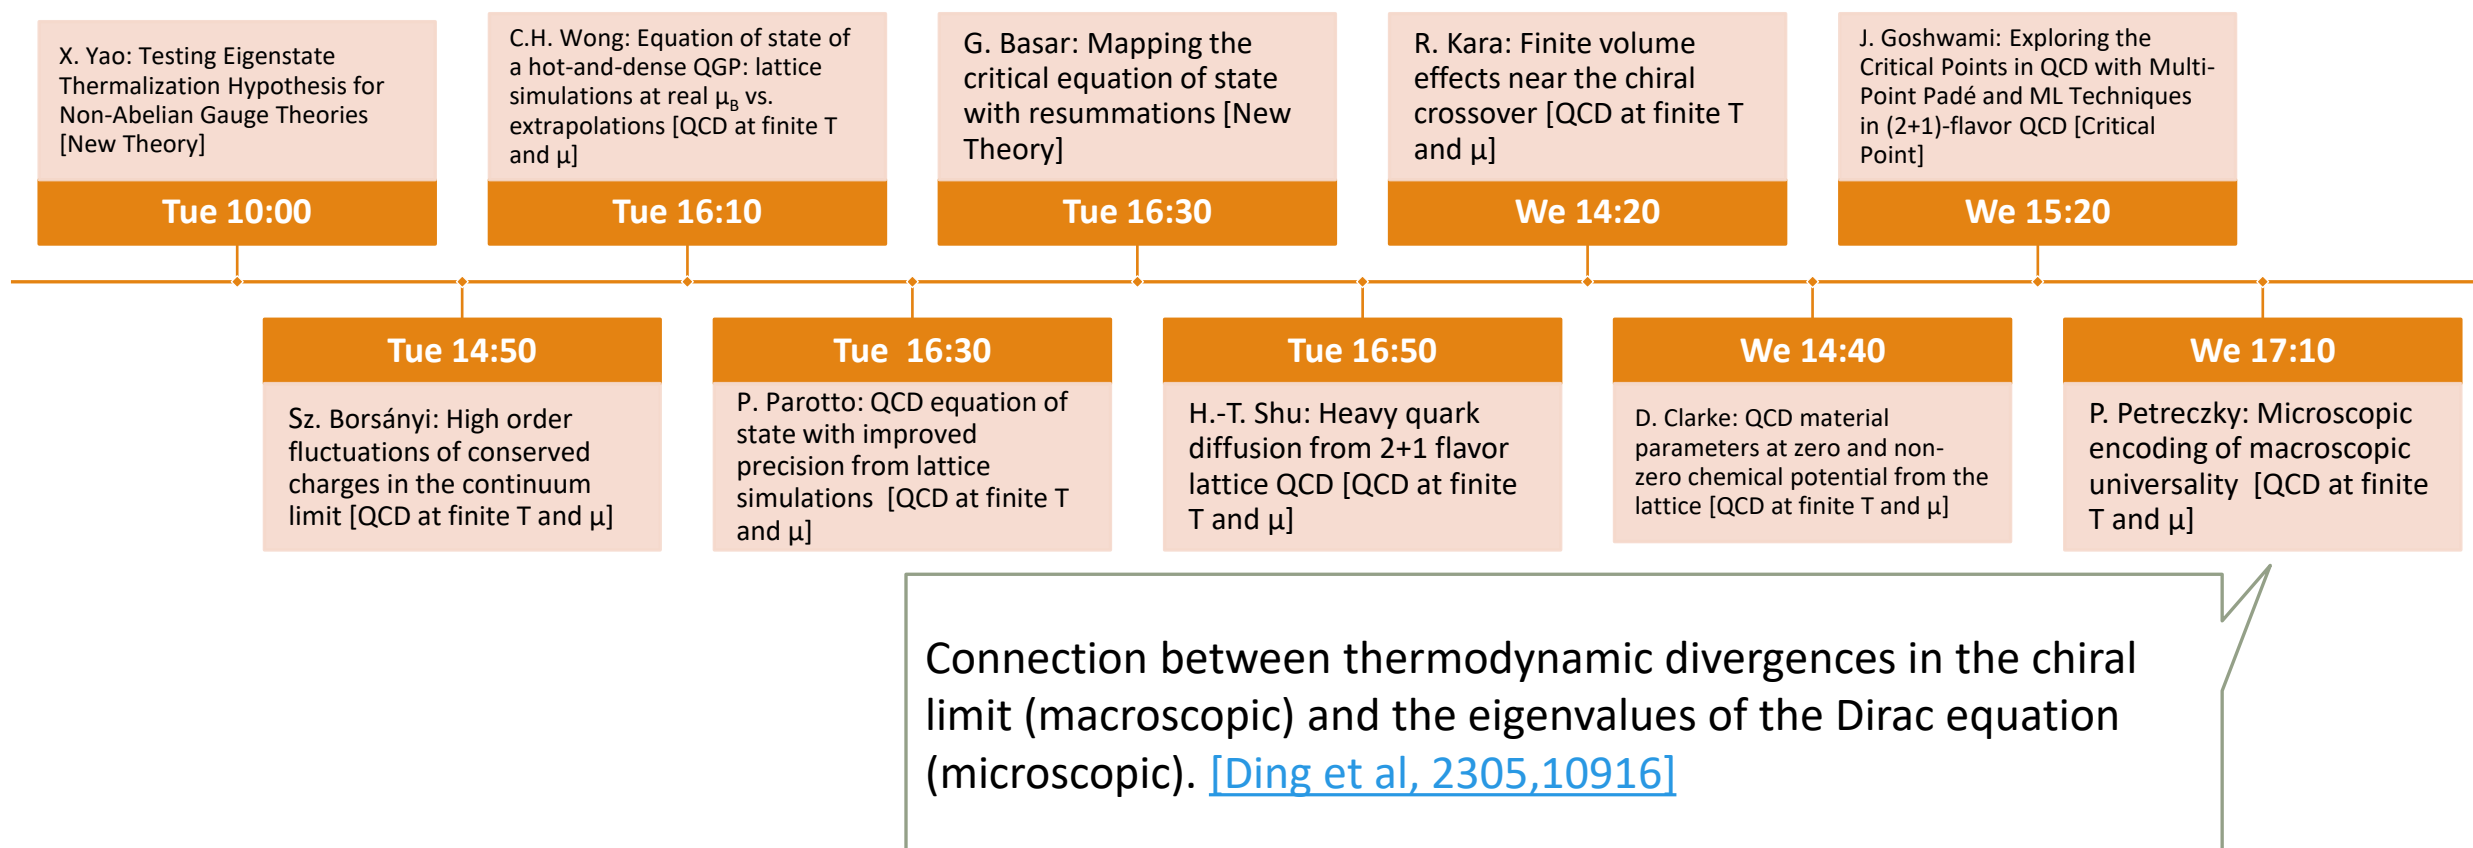 X. Yao: Testing Eigenstate
Thermalization Hypothesis for
Non-Abelian Gauge Theories
[New Theory]
Tue 10:00
C.H. Wong: Equation of state of
a hot-and-dense QGP: lattice
simulations at real μB vs.
extrapolations [QCD at finite T
and μ]
Tue 16:10
G. Basar: Mapping the
critical equation of state
with resummations [New
Theory]
Tue 16:30
R. Kara: Finite volume
effects near the chiral
crossover [QCD at finite T
and μ]
We 14:20
J. Goshwami: Exploring the
Critical Points in QCD with Multi-
Point Padé and ML Techniques
in (2+1)-flavor QCD [Critical
Point]
We 15:20
Tue 14:50
Sz. Borsányi: High order
fluctuations of conserved
charges in the continuum
limit [QCD at finite T and μ]
Tue  16:30
P. Parotto: QCD equation of
state with improved
precision from lattice
simulations  [QCD at finite T
and μ]
Tue 16:50
H.-T. Shu: Heavy quark
diffusion from 2+1 flavor
lattice QCD [QCD at finite
T and μ]
We 14:40
D. Clarke: QCD material
parameters at zero and non-
zero chemical potential from the
lattice [QCD at finite T and μ]
We 17:10
P. Petreczky: Microscopic
encoding of macroscopic
universality  [QCD at finite
T and μ]
Connection between thermodynamic divergences in the chiral
limit (macroscopic) and the eigenvalues of the Dirac equation
(microscopic). [Ding et al, 2305,10916]